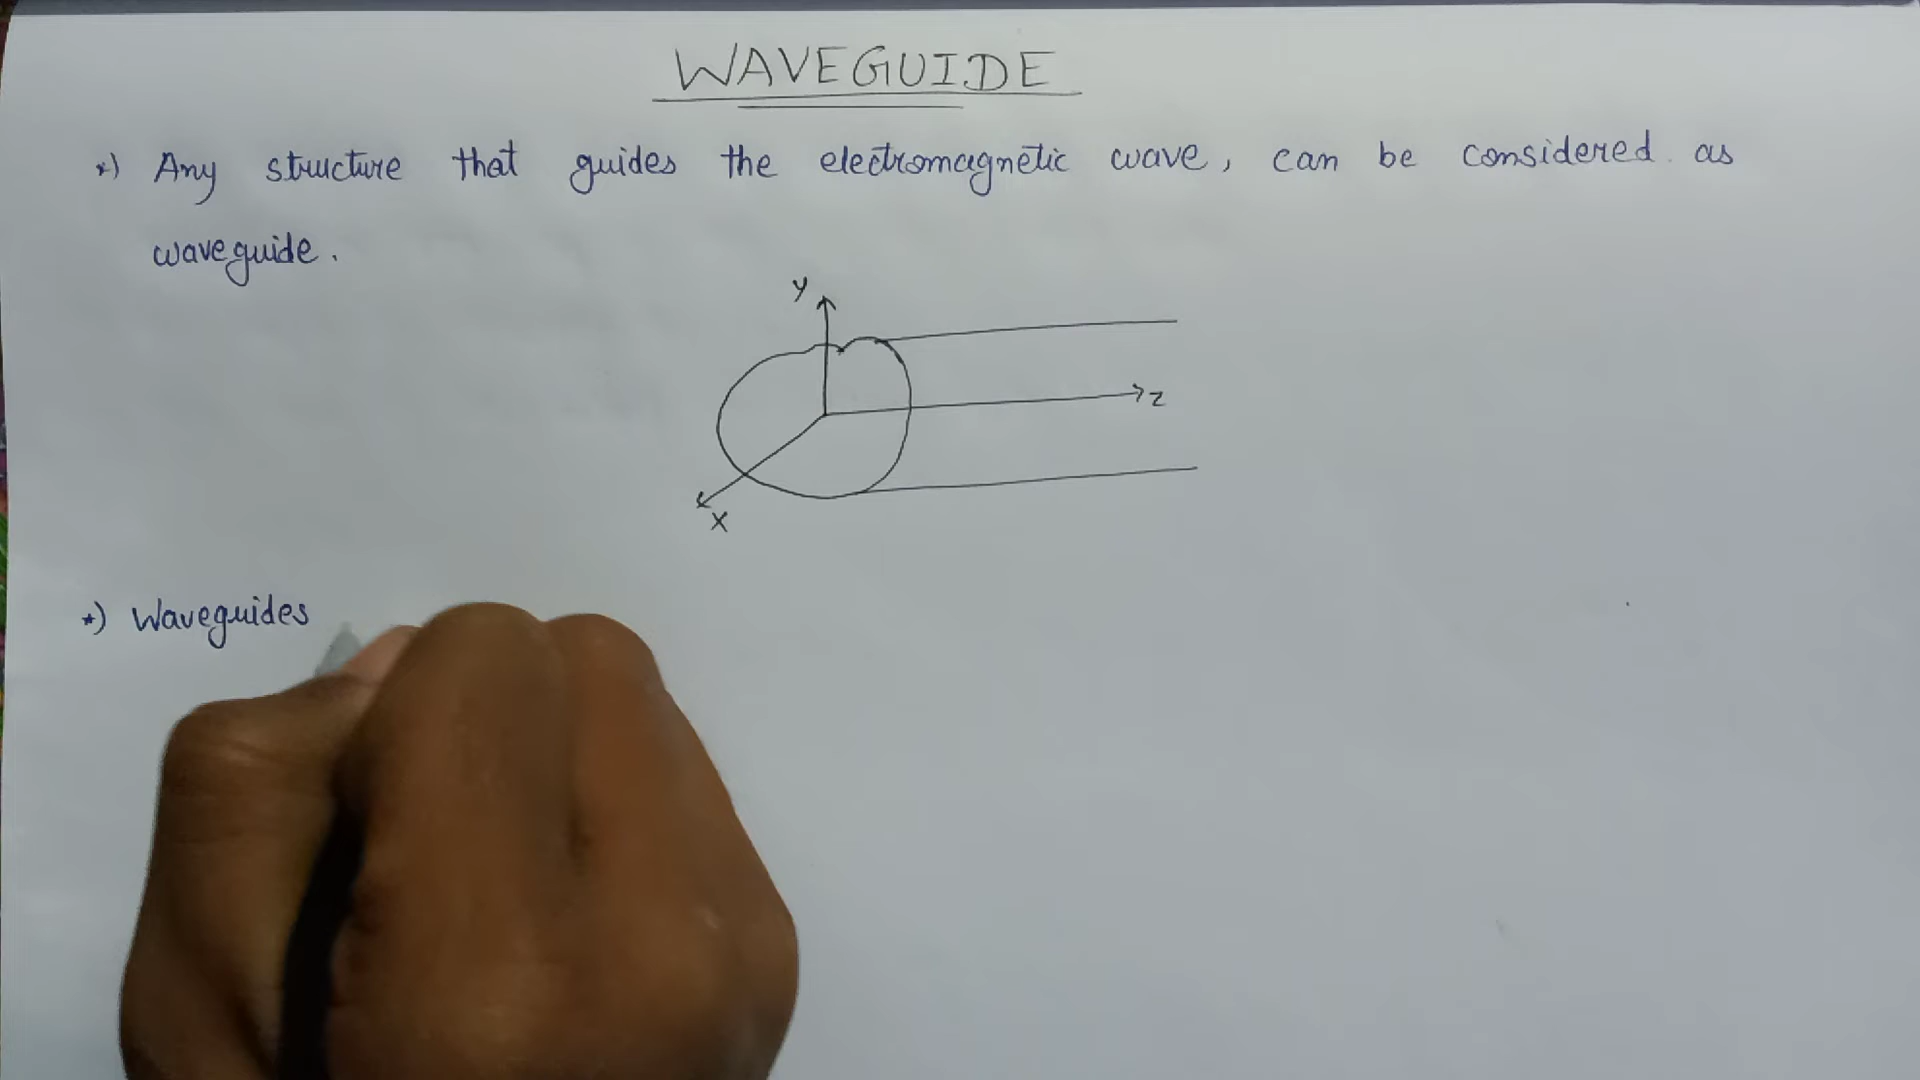 WAVEGUIDE
*) Any structure that guides the electromagnetic wave, can be considered as
waveguide.
Y
Z
X
*) Waveguides